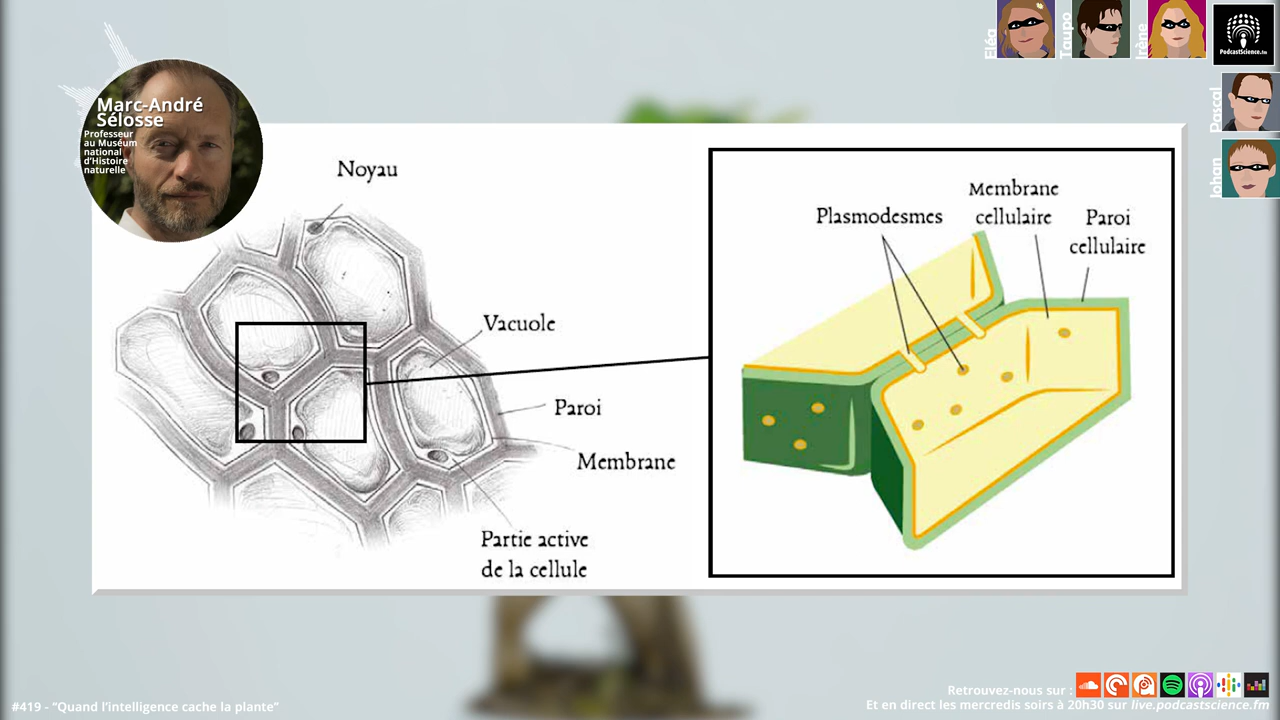 Marc-André
Sélosse
Professeur
au Muséum
national
d'Histoire
naturelle
Eléa
Taupo
Irène
PodcastScience.fm
Pascal
Johan
Noyau
Vacuole
Paroi
Membrane
Partie active
de la cellule
Plasmodesmes
Membrane
cellulaire
Paroi
cellulaire
#419 - "Quand l'intelligence cache la plante"
Retrouvez-nous sur :
Et en direct les mercredis soirs à 20h30 sur live.podcastscience.fm